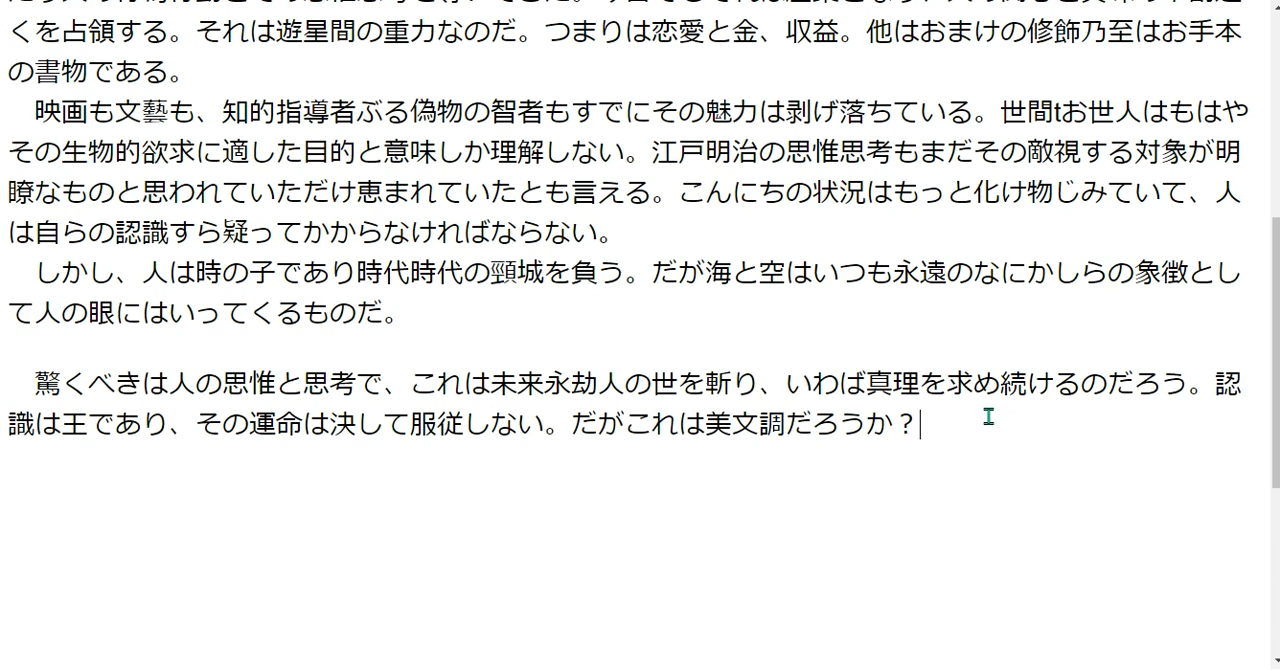 くを占領する。それは遊星間の重力なのだ。つまりは恋愛と金、収益。他はおまけの修飾乃至はお手本
の書物である。
映画も文藝も、知的指導者ぶる偽物の智者もすでにその魅力は剥げ落ちている。世間tお世人はもはや
その生物的欲求に適した目的と意味しか理解しない。江戸明治の思惟思考もまだその敵視する対象が明
瞭なものと思われていただけ恵まれていたとも言える。こんにちの状況はもっと化け物じみていて、人
は自らの認識すら疑ってかからなければならない。
しかし、人は時の子であり時代時代の頸城を負う。だが海と空はいつも永遠のなにかしらの象徴とし
て人の眼にはいってくるものだ。
驚くべきは人の思惟と思考で、これは未来永劫人の世を斬り、いわば真理を求め続けるのだろう。認
識は王であり、その運命は決して服従しない。だがこれは美文調だろうか？